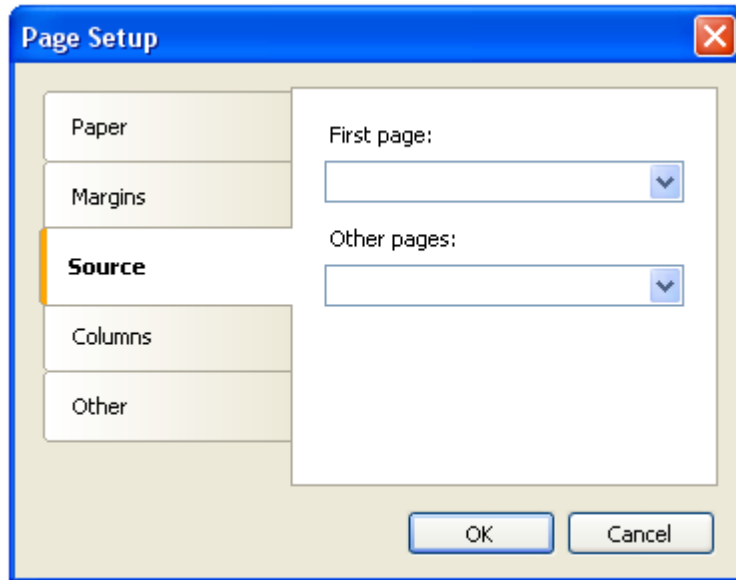 Page Setup
Paper
Margins
Source
Columns
Other
First page:
Other pages:
OK
Cancel